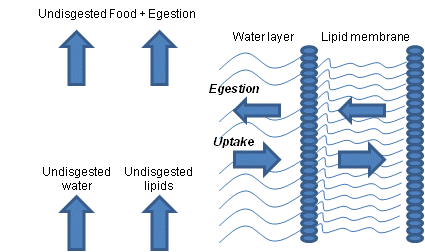 Undisgested Food + Egestion
Water layer
Lipid membrane
Egestion
Uptake
Undisgested
water
Undisgested
lipids